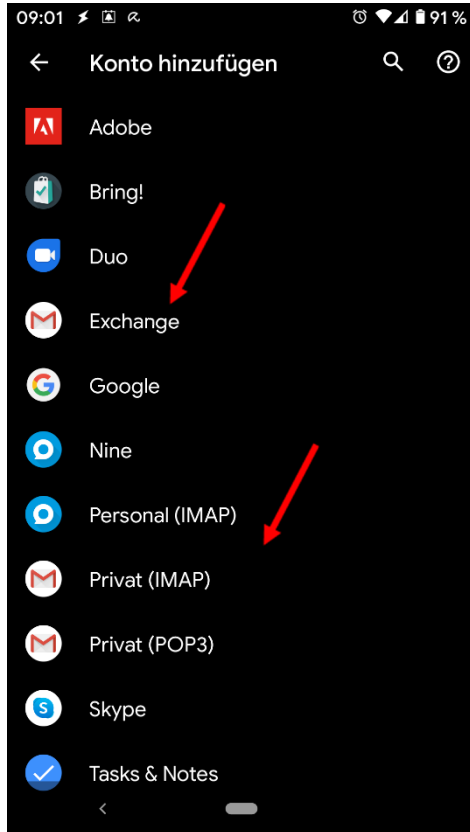 09:01 91 %
Konto hinzufügen
Adobe
Bring!
Duo
Exchange
Google
Nine
Personal (IMAP)
Privat (IMAP)
Privat (POP3)
Skype
Tasks & Notes